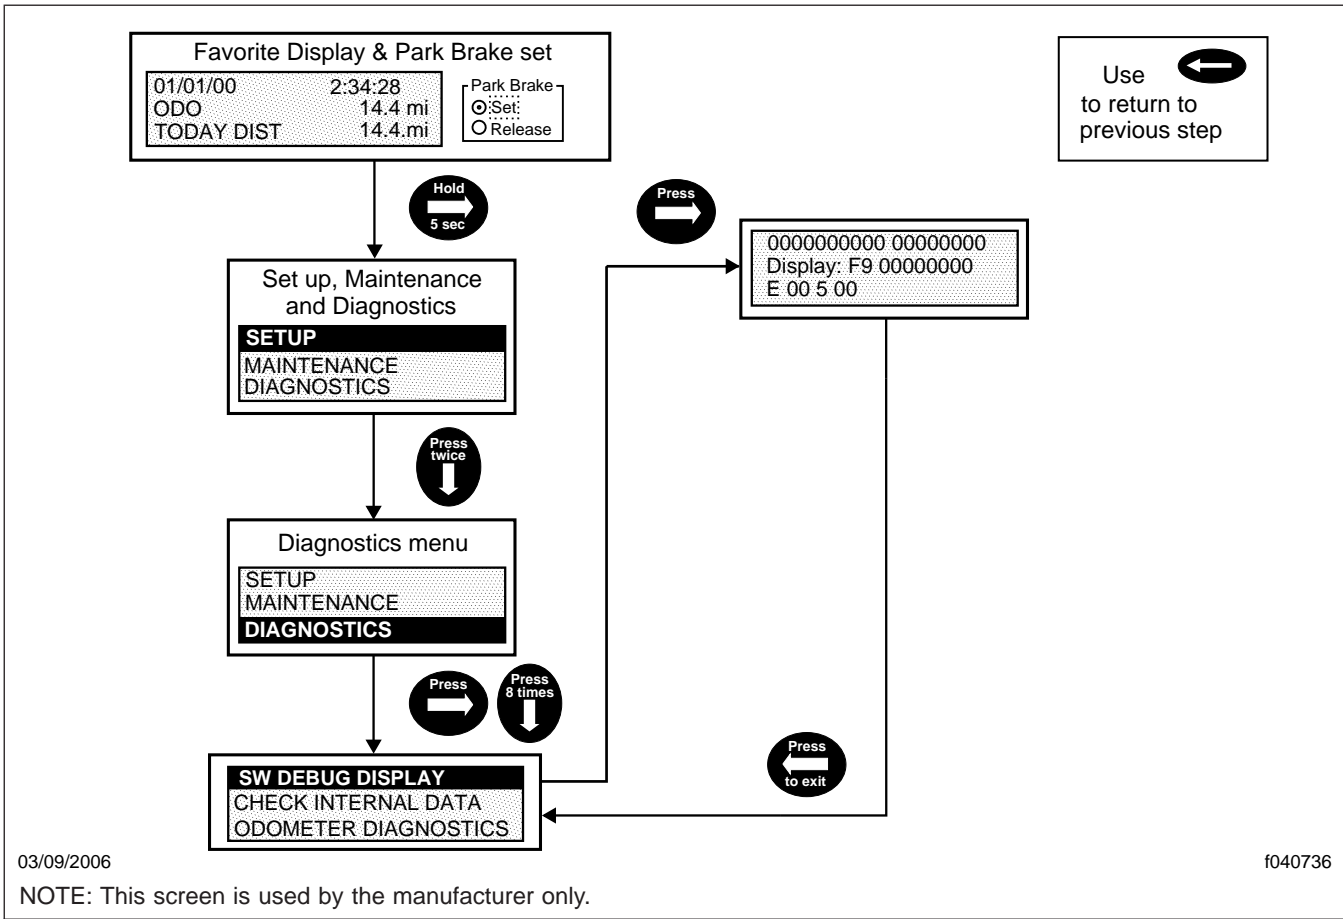 Favorite Display & Park Brake set
01/01/00 2:34:28
ODO 14.4 mi
TODAY DIST 14.4.mi
Park Brake
Set
Release
Use
to return to
previous step
Hold
5 sec
Set up, Maintenance
and Diagnostics
SETUP
MAINTENANCE
DIAGNOSTICS
Press
twice
Diagnostics menu
SETUP
MAINTENANCE
DIAGNOSTICS
Press
Press
8 times
SW DEBUG DISPLAY
CHECK INTERNAL DATA
ODOMETER DIAGNOSTICS
Press
0000000000 00000000
Display: F9 00000000
E 00 5 00
Press
to exit
03/09/2006
f040736
NOTE: This screen is used by the manufacturer only.